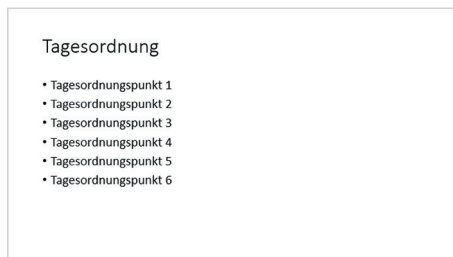 Tagesordnung
• Tagesordnungspunkt 1
• Tagesordnungspunkt 2
• Tagesordnungspunkt 3
• Tagesordnungspunkt 4
• Tagesordnungspunkt 5
• Tagesordnungspunkt 6